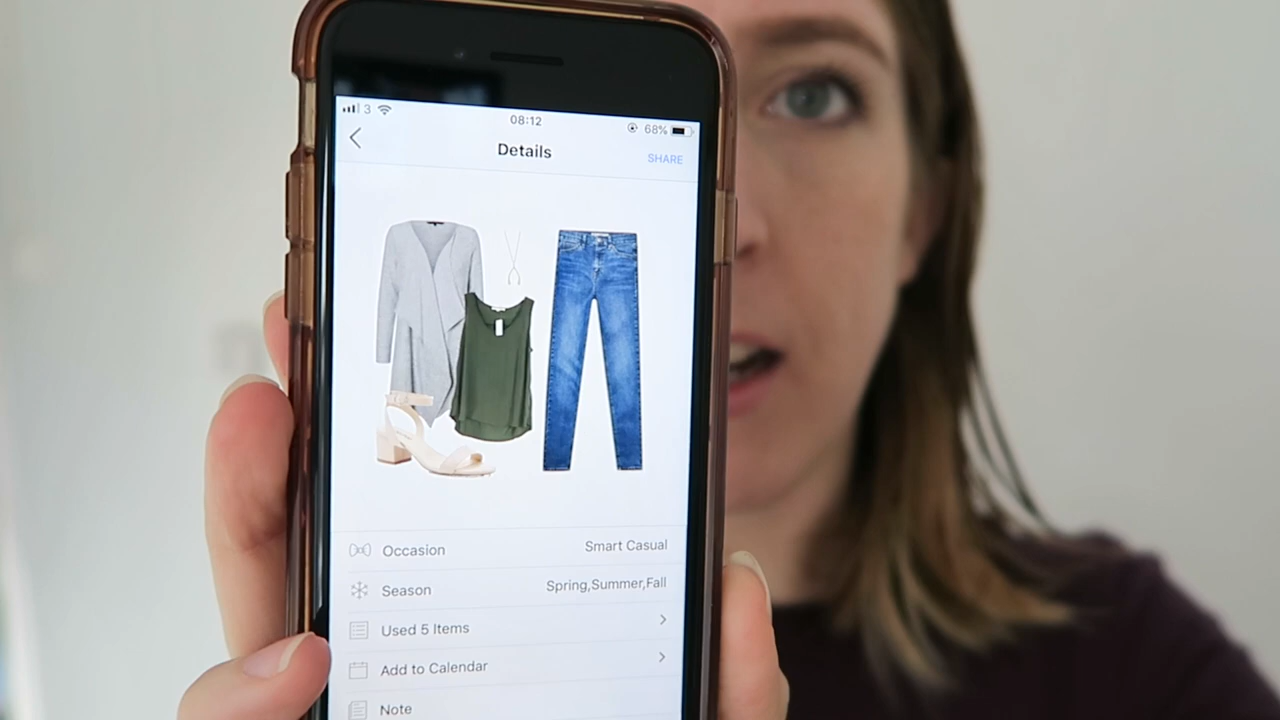 3 08:12 68%
Details SHARE
Occasion Smart Casual
Season Spring,Summer,Fall
Used 5 Items
Add to Calendar
Note